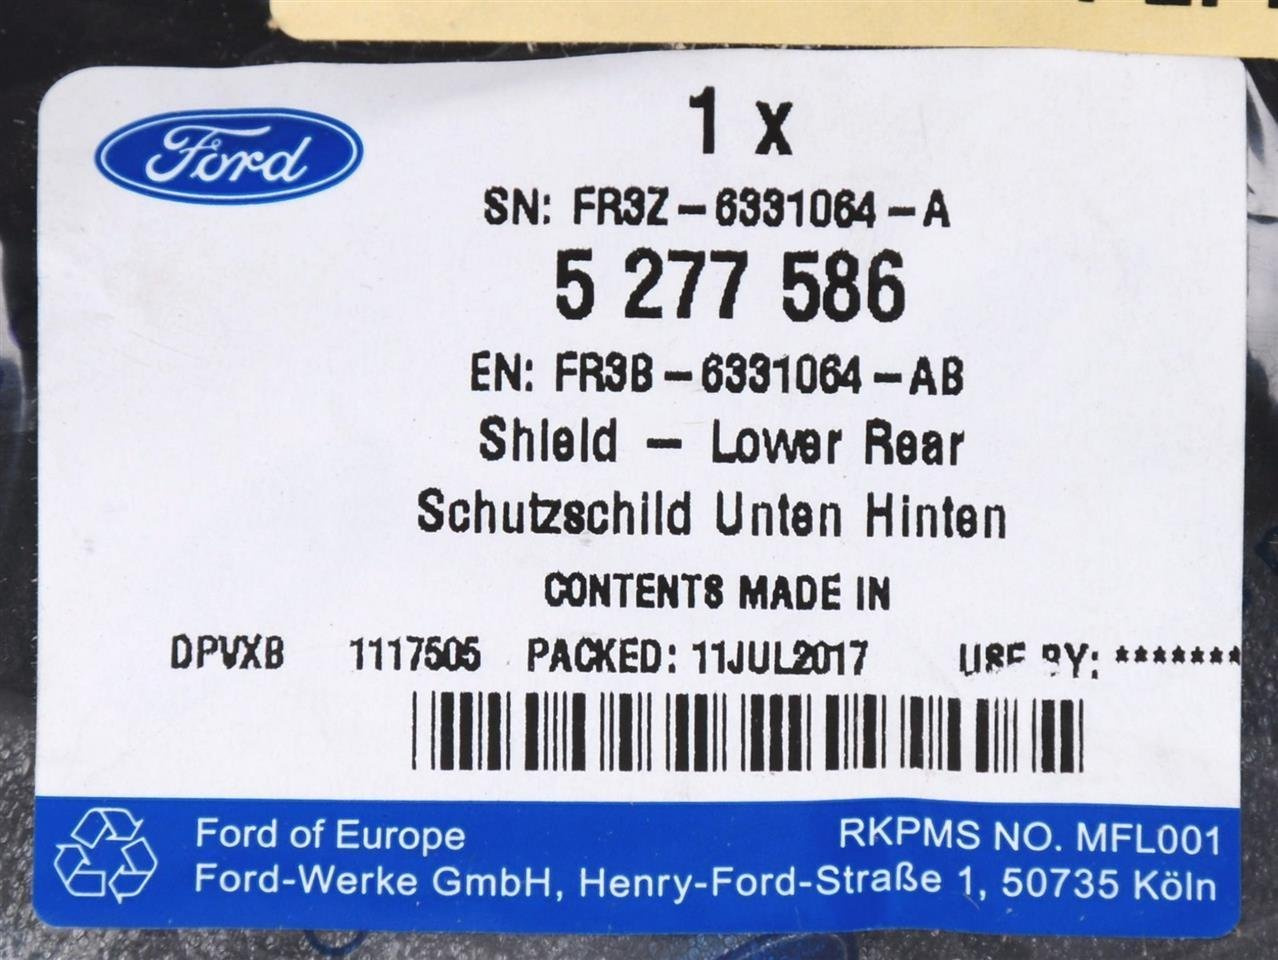 Ford
1 x
SN: FR3Z-6331064-A
5 277 586
EN: FR3B-6331064-AB
Shield - Lower Rear
Schutzschild Unten Hinten
CONTENTS MADE IN
DPVXB 1117505 PACKED: 11JUL2017 USE BY: *******
Ford of Europe RKPMS NO. MFL001
Ford-Werke GmbH, Henry-Ford-Straße 1, 50735 Köln